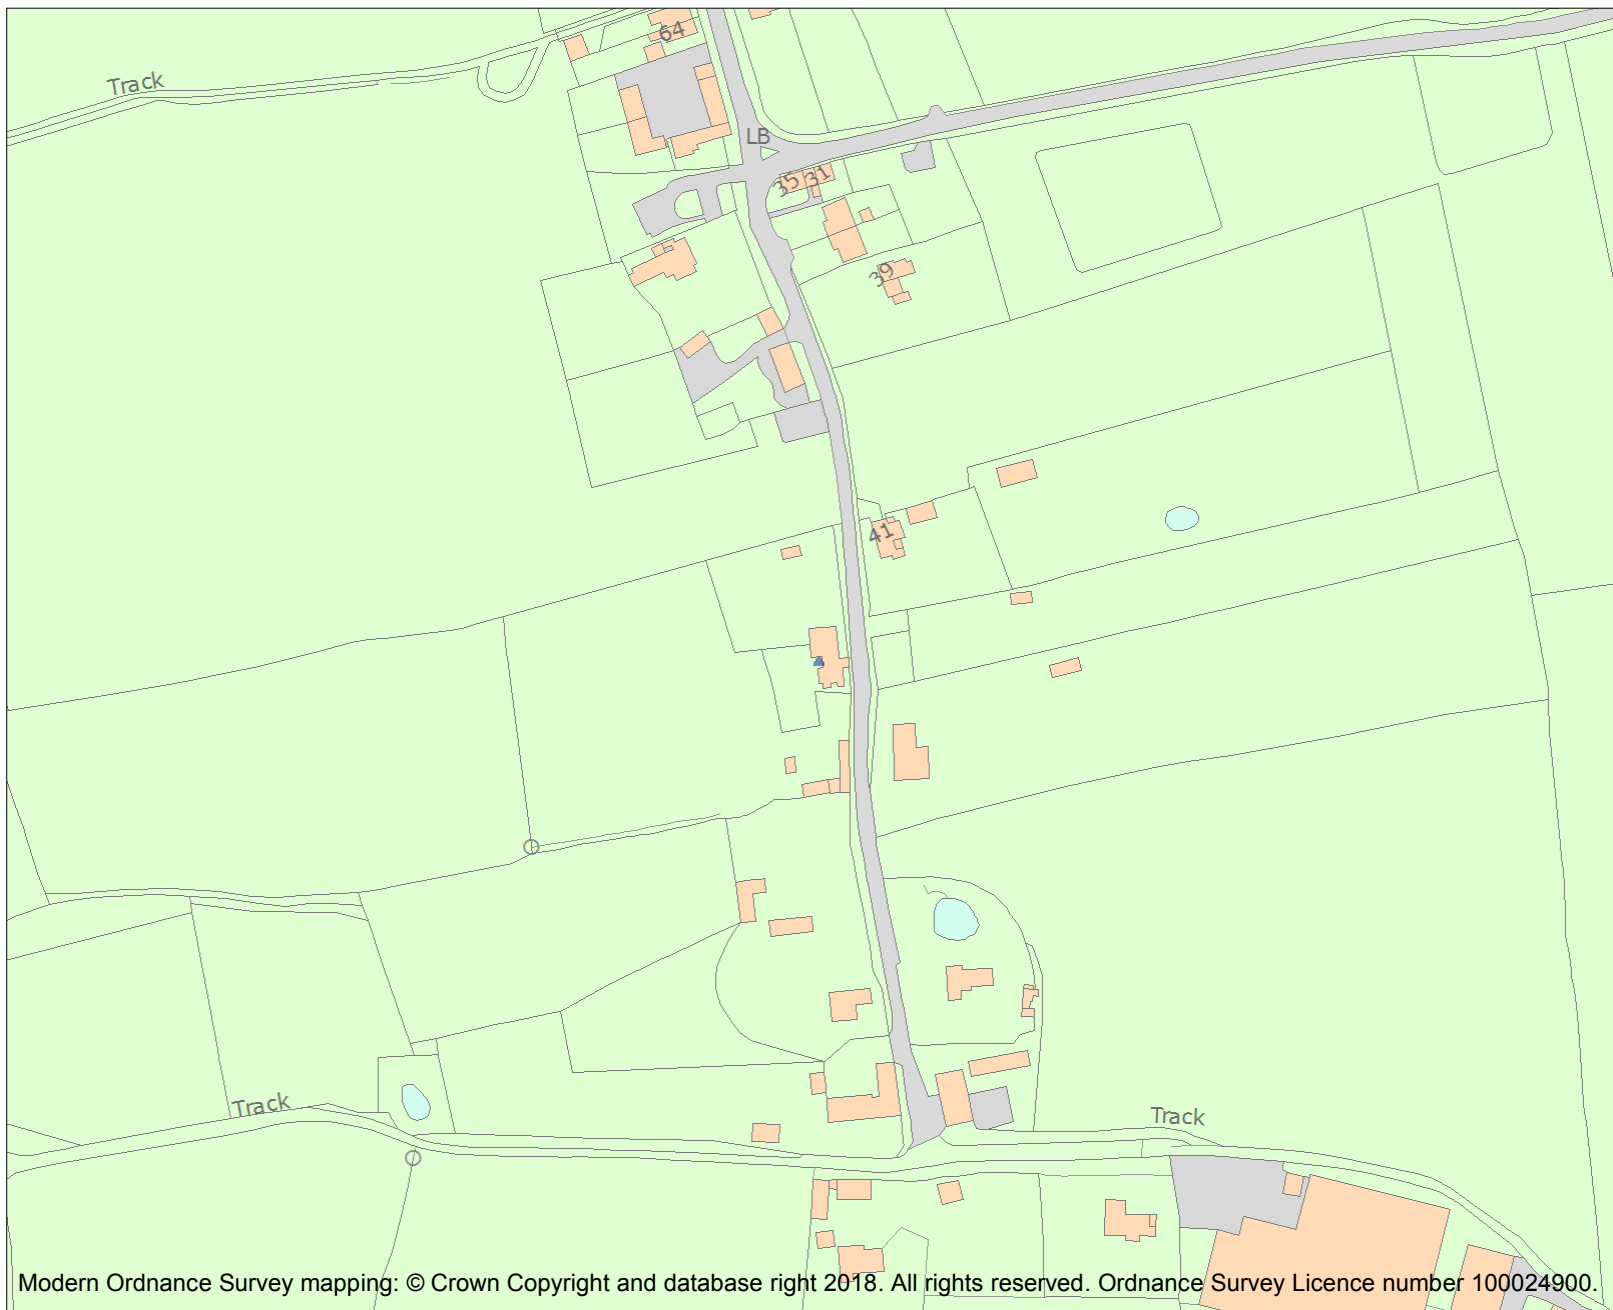 64
Track
LB
35 31
39
41
Track
Track
Modern Ordnance Survey mapping: © Crown Copyright and database right 2018. All rights reserved. Ordnance Survey Licence number 100024900.